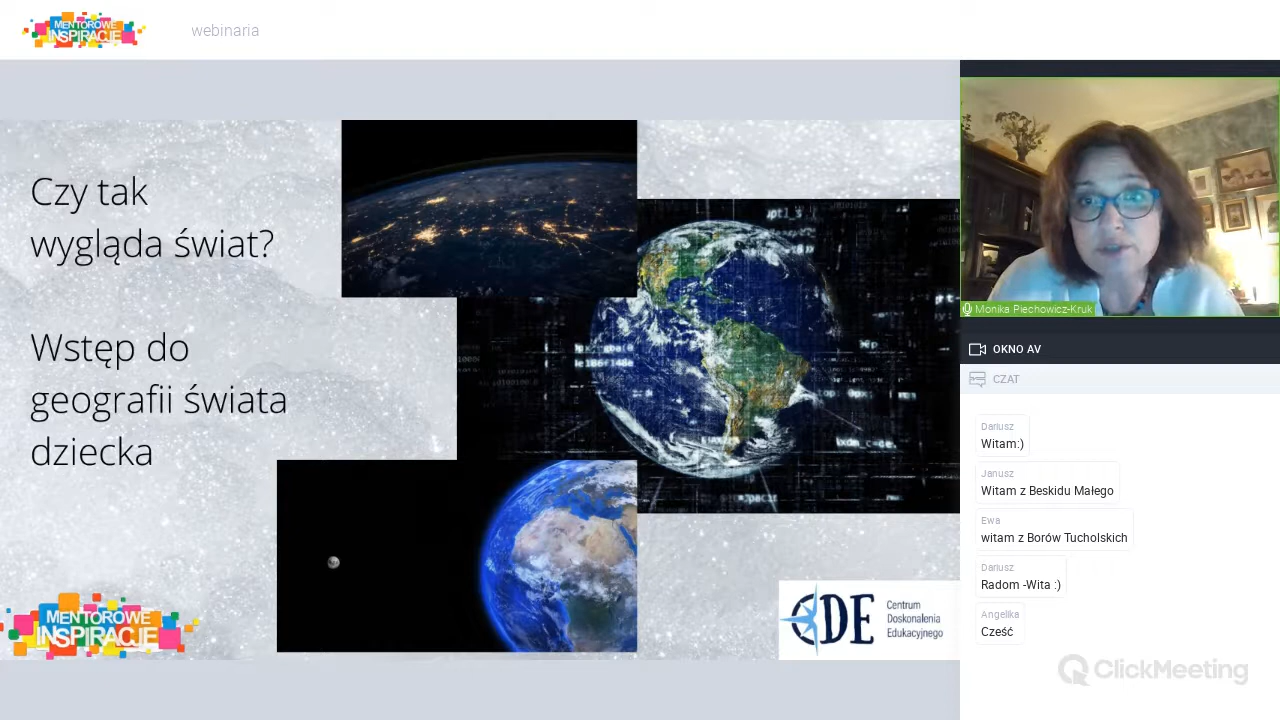 MENTOROWE
INSPIRACJE
webinaria
Czy tak
wygląda świat?
Wstęp do
geografii świata
dziecka
MENTOROWE
INSPIRACJE
CDE
Centrum
Doskonalenia
Edukacyjnego
Monika Piechowicz-Kruk
OKNO AV
CZAT
Dariusz
Witam:)
Janusz
Witam z Beskidu Małego
Ewa
witam z Borów Tucholskich
Dariusz
Radom -Wita :)
Angelika
Cześć
ClickMeeting